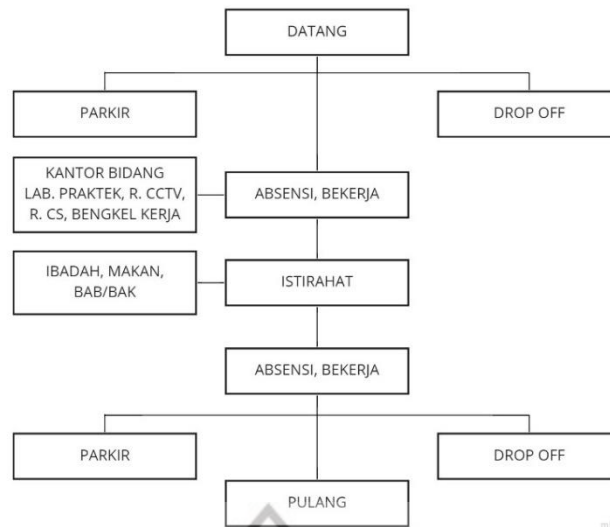 DATANG
PARKIR
DROP OFF
KANTOR BIDANG
LAB. PRAKTEK, R. CCTV,
R. CS, BENGKEL KERJA
ABSENSI, BEKERJA
IBADAH, MAKAN,
BAB/BAK
ISTIRAHAT
ABSENSI, BEKERJA
PARKIR
DROP OFF
PULANG